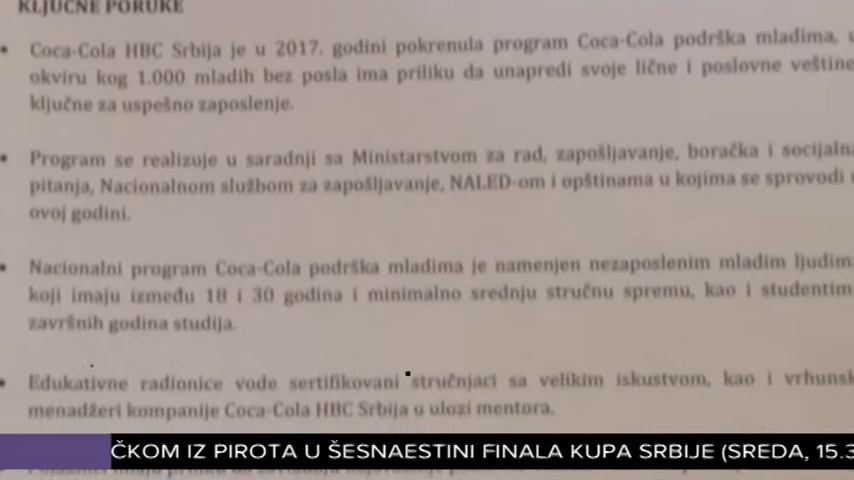 KLJUČNE PORUKE
• Coca-Cola HBC Srbija je u 2017. godini pokrenula program Coca-Cola podrška mladima, u
okviru kog 1.000 mladih bez posla ima priliku da unapredi svoje lične i poslovne veštine
ključne za uspešno zaposlenje.
• Program se realizuje u saradnji sa Ministarstvom za rad, zapošljavanje, boračka i socijaln
pitanja, Nacionalnom službom za zapošljavanje, NALED-om i opštinama u kojima se sprovodi
ovoj godini.
• Nacionalni program Coca-Cola podrška mladima je namenjen nezaposlenim mladim ljudim
koji imaju između 18 i 30 godina i minimalno srednju stručnu spremu, kao i studentim
završnih godina studija.
• Edukativne radionice vode sertifikovani stručnjaci sa velikim iskustvom, kao i vrhunsk
menadžeri kompanije Coca-Cola HBC Srbija u ulozi mentora.
ČKOM IZ PIROTA U ŠESNAESTINI FINALA KUPA SRBIJE (SREDA, 15.3